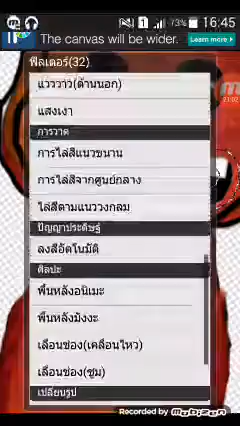 73% 16:45
The canvas will be wider. Learn more
ฟิลเตอร์(32)
แวววาว(ด้านนอก)
แสงเงา
21:02
การวาด
การไล่สีแนวขนาน
การไล่สีจากศูนย์กลาง
ไล่สีตามแนววงกลม
ปัญญาประดิษฐ์
ลงสีอัตโนมัติ
ศิลปะ
พื้นหลังอนิเมะ
พื้นหลังมังงะ
เลือนช่อง(เคลื่อนไหว)
เลือนช่อง(ซูม)
เปลี่ยนรูป
Recorded by Mobizen